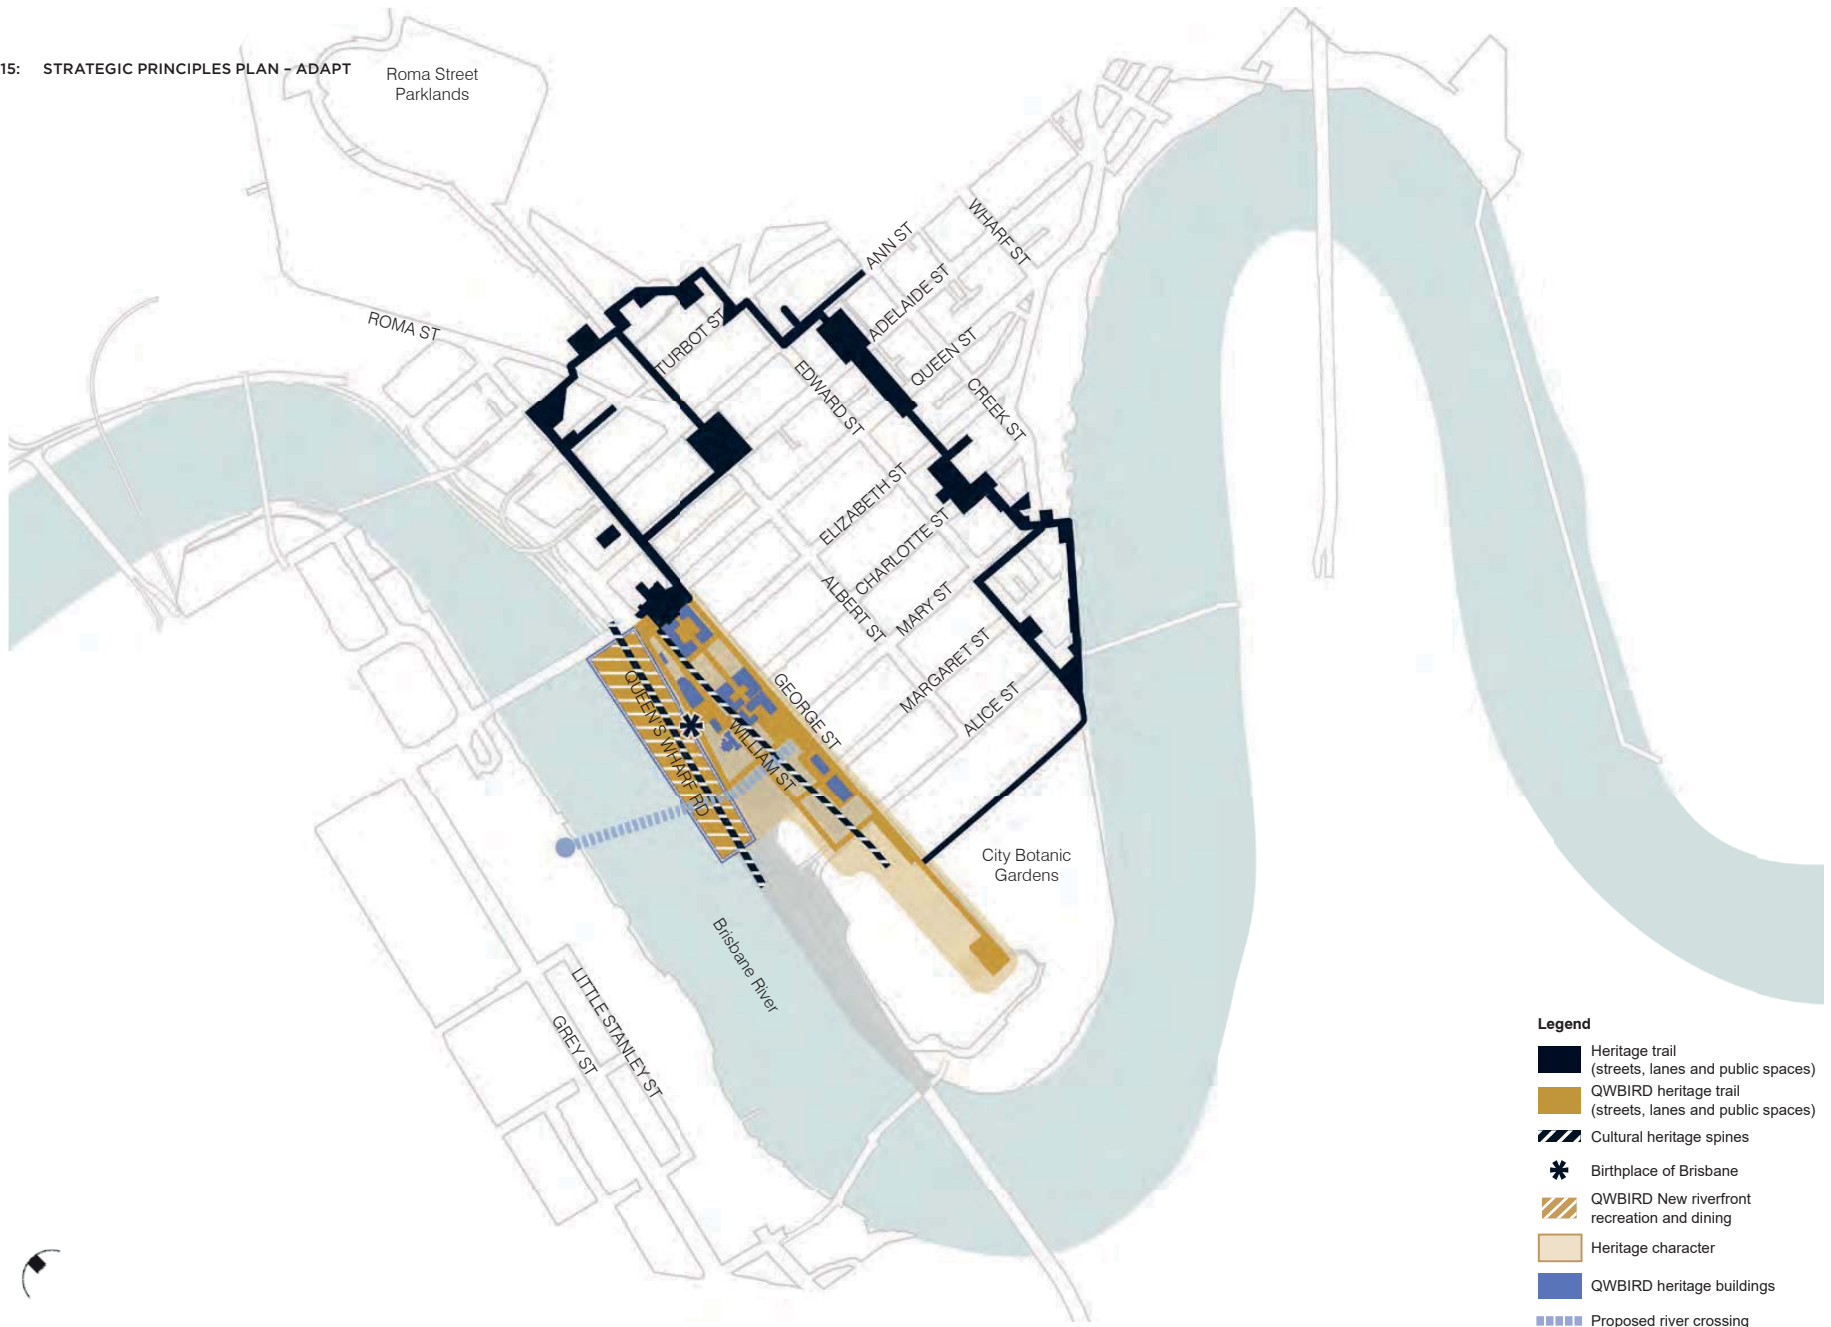 15: STRATEGIC PRINCIPLES PLAN – ADAPT
Roma Street
Parklands
WHARF ST
ANN ST
ADELAIDE ST
ROMA ST
TURBOT ST
QUEEN ST
EDWARD ST
CREEK ST
ELIZABETH ST
CHARLOTTE ST
ALBERT ST
MARY ST
MARGARET ST
ALICE ST
GEORGE ST
QUEEN'S WHARF RD
WILLIAM ST
City Botanic
Gardens
Brisbane River
LITTLE STANLEY ST
GREY ST
Legend
Heritage trail
(streets, lanes and public spaces)
QWBIRD heritage trail
(streets, lanes and public spaces)
Cultural heritage spines
Birthplace of Brisbane
QWBIRD New riverfront
recreation and dining
Heritage character
QWBIRD heritage buildings
Proposed river crossing